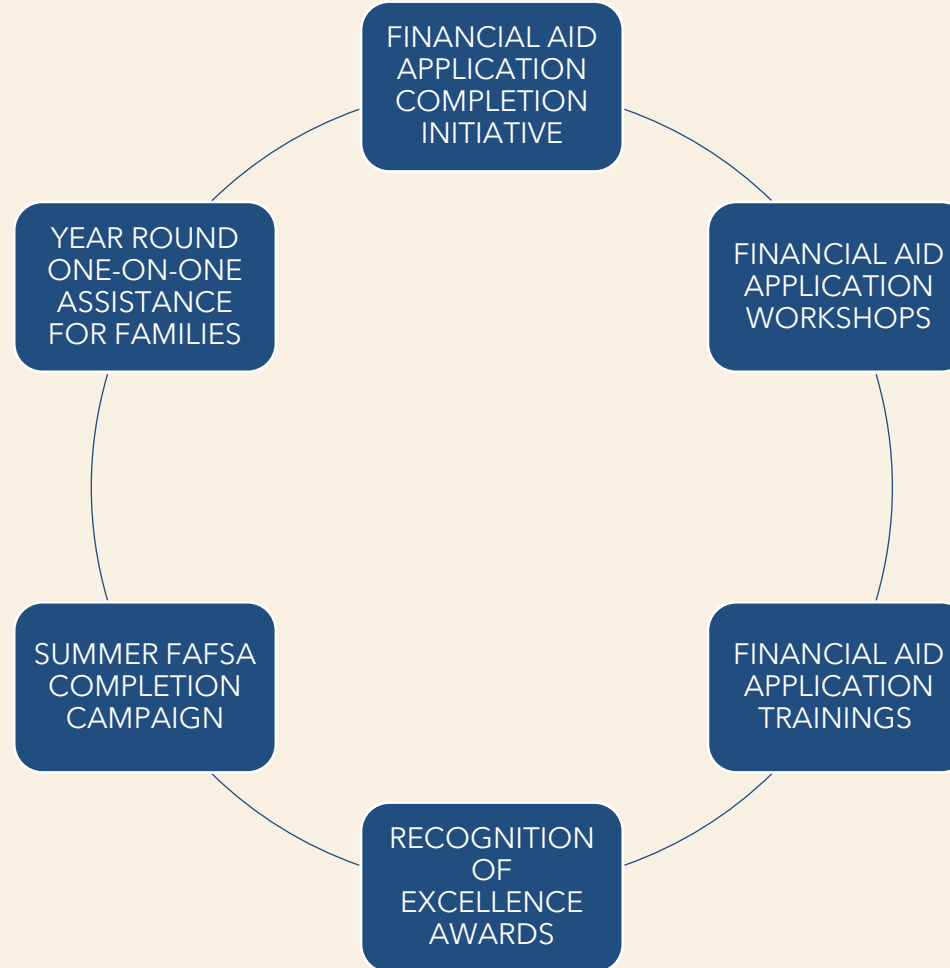 FINANCIAL AID
APPLICATION
COMPLETION
INITIATIVE
FINANCIAL AID
APPLICATION
WORKSHOPS
FINANCIAL AID
APPLICATION
TRAININGS
RECOGNITION
OF
EXCELLENCE
AWARDS
SUMMER FAFSA
COMPLETION
CAMPAIGN
YEAR ROUND
ONE-ON-ONE
ASSISTANCE
FOR FAMILIES